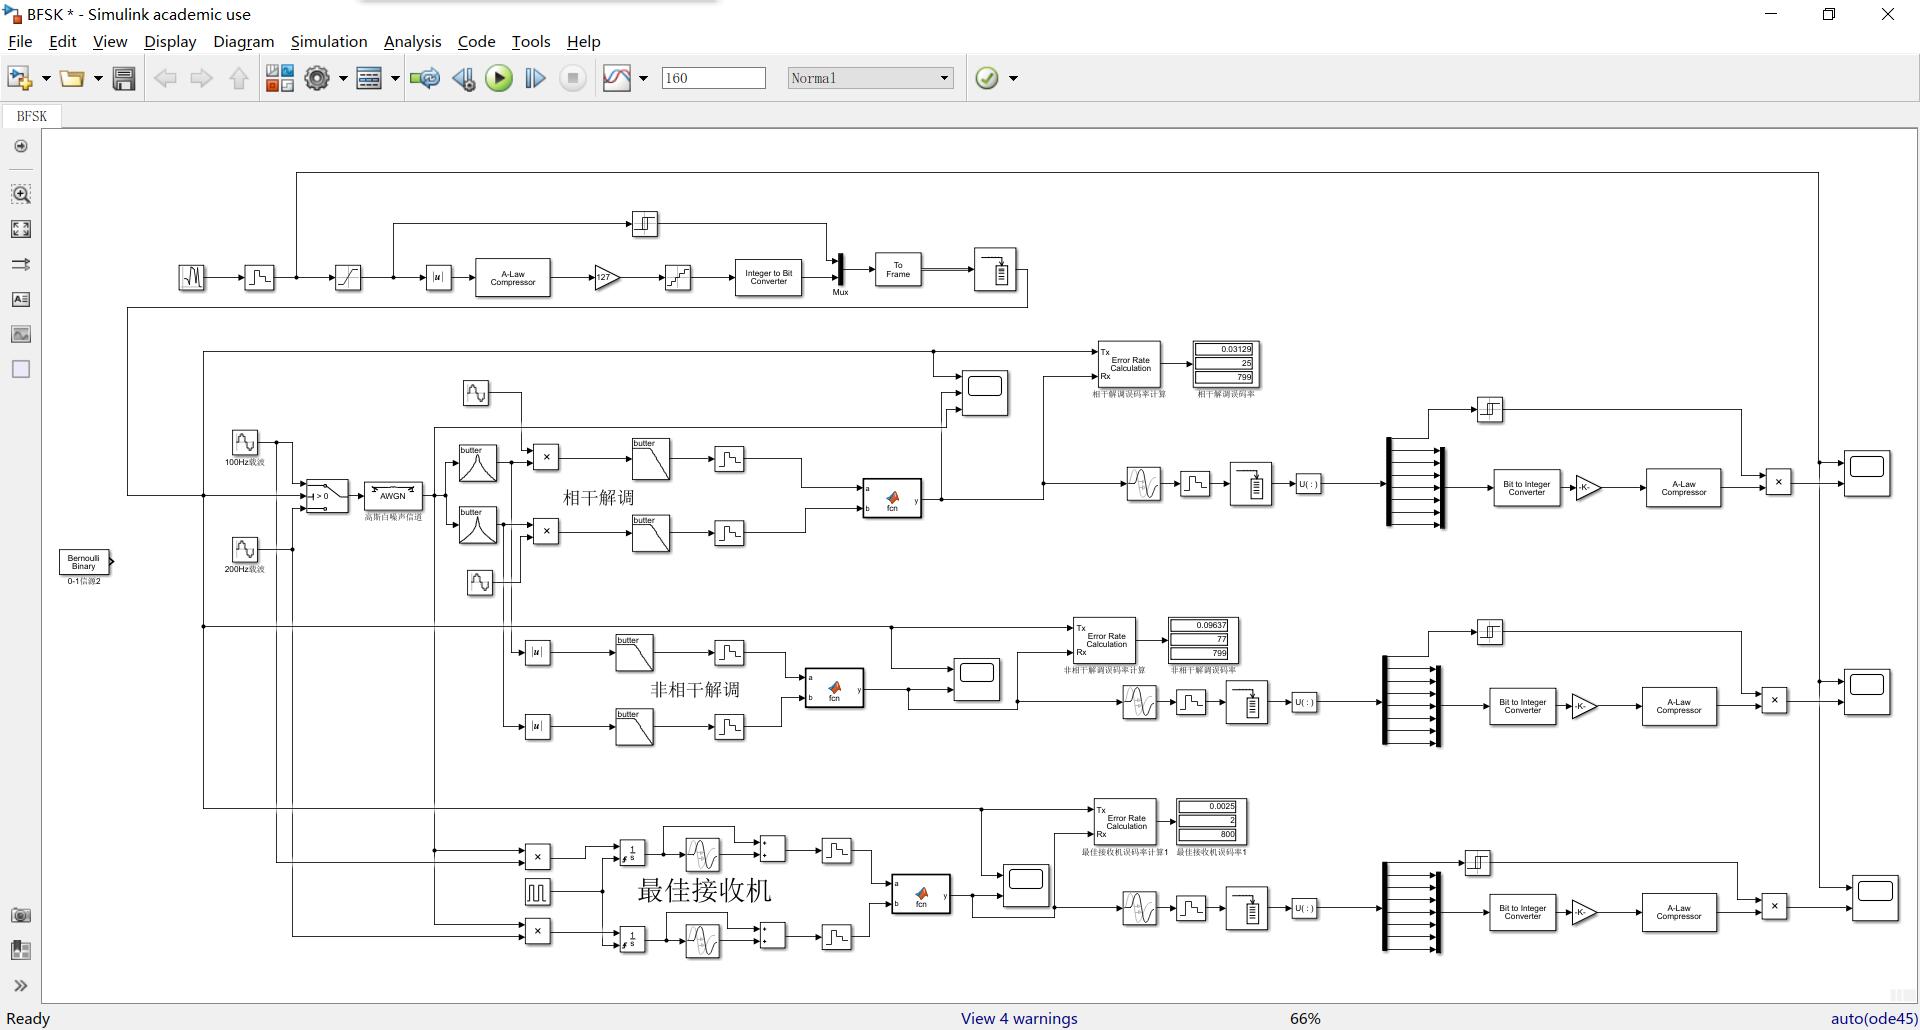 BFSK * - Simulink academic use
File Edit View Display Diagram Simulation Analysis Code Tools Help
160
Normal
BFSK
|u|
A-Law
Compressor
127
Integer to Bit
Converter
Mux
To
Frame
Tx
Rx
Error Rate
Calculation
相干解调误码率计算
0.03129
25
799
相干解调误码率
100Hz载波
> 0
AWGN
高斯白噪声信道
butter
butter
×
×
butter
butter
相干解调
a
b
fcn
y
U( : )
Bit to Integer
Converter
-K-
A-Law
Compressor
×
200Hz载波
Bernoulli
Binary
0-1信源2
Tx
Rx
Error Rate
Calculation
非相干解调误码率计算
0.09637
77
799
非相干解调误码率
|u|
butter
非相干解调
|u|
butter
a
b
fcn
y
U( : )
Bit to Integer
Converter
-K-
A-Law
Compressor
×
Tx
Rx
Error Rate
Calculation
最佳接收机误码率计算1
0.0025
2
800
最佳接收机误码率1
×
1
s
+
+
最佳接收机
×
1
s
+
+
a
b
fcn
y
U( : )
Bit to Integer
Converter
-K-
A-Law
Compressor
×
Ready
View 4 warnings
66%
auto(ode45)